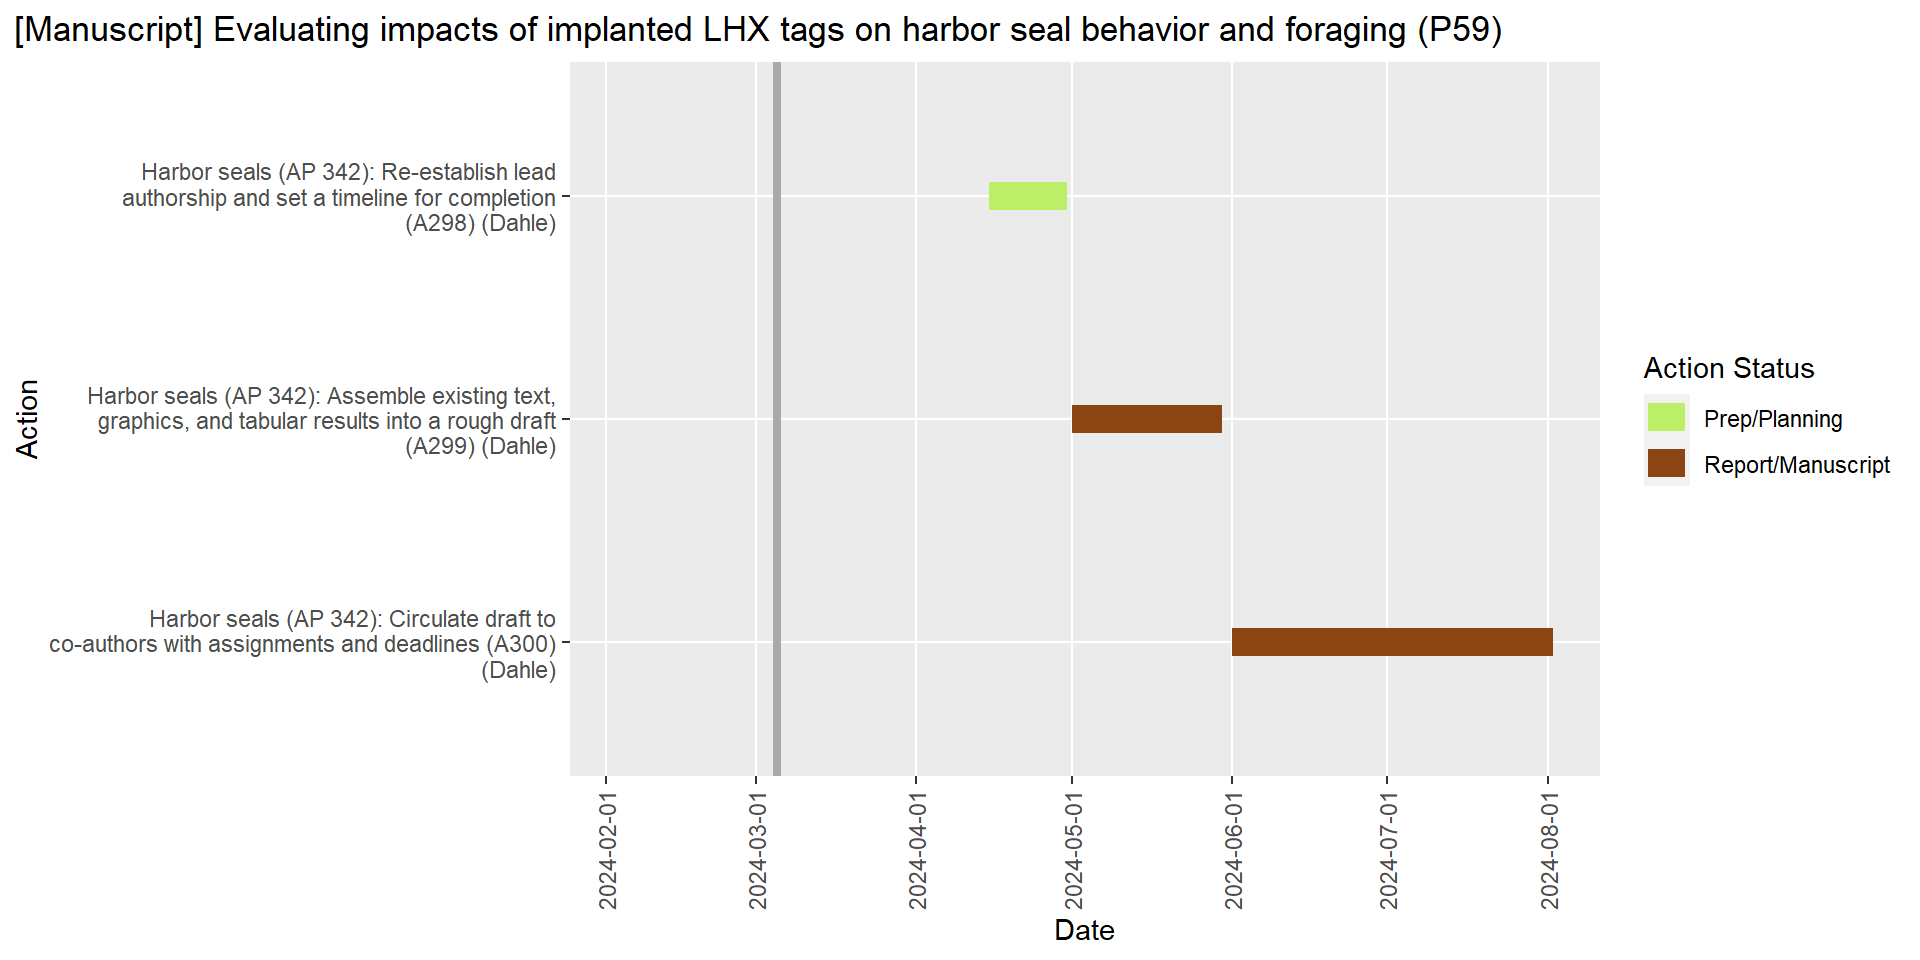 [Manuscript] Evaluating impacts of implanted LHX tags on harbor seal behavior and foraging (P59)
Action
Harbor seals (AP 342): Re-establish lead
authorship and set a timeline for completion
(A298) (Dahle)
Harbor seals (AP 342): Assemble existing text,
graphics, and tabular results into a rough draft
(A299) (Dahle)
Harbor seals (AP 342): Circulate draft to
co-authors with assignments and deadlines (A300)
(Dahle)
2024-02-01
2024-03-01
2024-04-01
2024-05-01
2024-06-01
2024-07-01
2024-08-01
Date
Action Status
Prep/Planning
Report/Manuscript